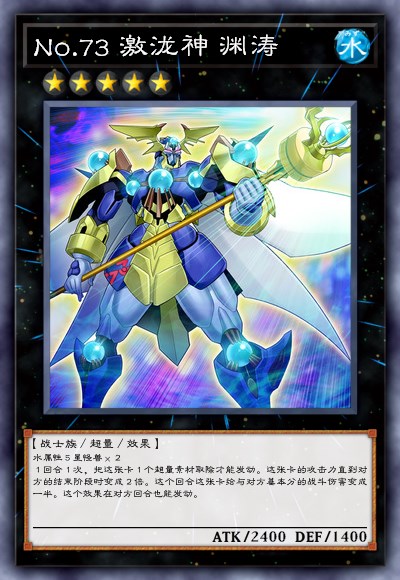 No.73 激泷神 渊涛
水
【战士族／超量／效果】
水属性５星怪兽×２
１回合１次，把这张卡１个超量素材取除才能发动。这张卡的攻击力直到对
方的结束阶段时变成２倍。这个回合这张卡给与对方基本分的战斗伤害变成
一半。这个效果在对方回合也能发动。
ATK/2400 DEF/1400
73